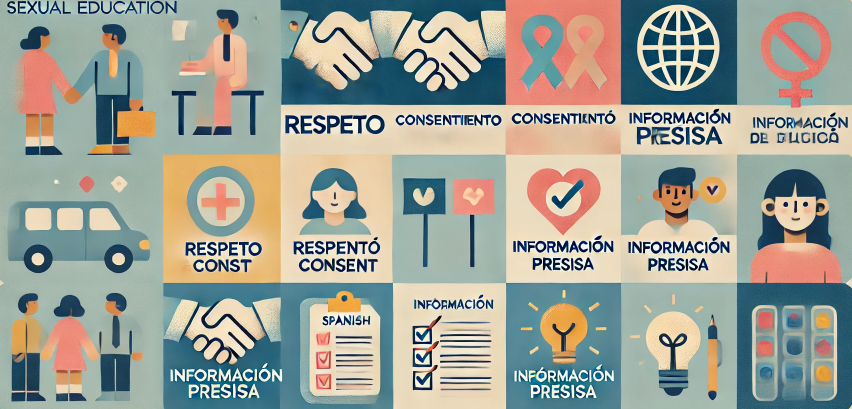 SEXUAL EDUCATION
RESPETO
CONSENTIENTO
CONSENTIENTÓ
INFORMACIÓN
PRESISA
INFORMACIÓN
DE
RESPETO
CONST
RESPENTÓ
CONSENT
INFORMACIÓN
PRESISA
INFORMACIÓN
PRESISA
INFORMACIÓN
PRESISA
SPANISH
INFORMACIÓN
INFÓRMACIÓN
PRESISA